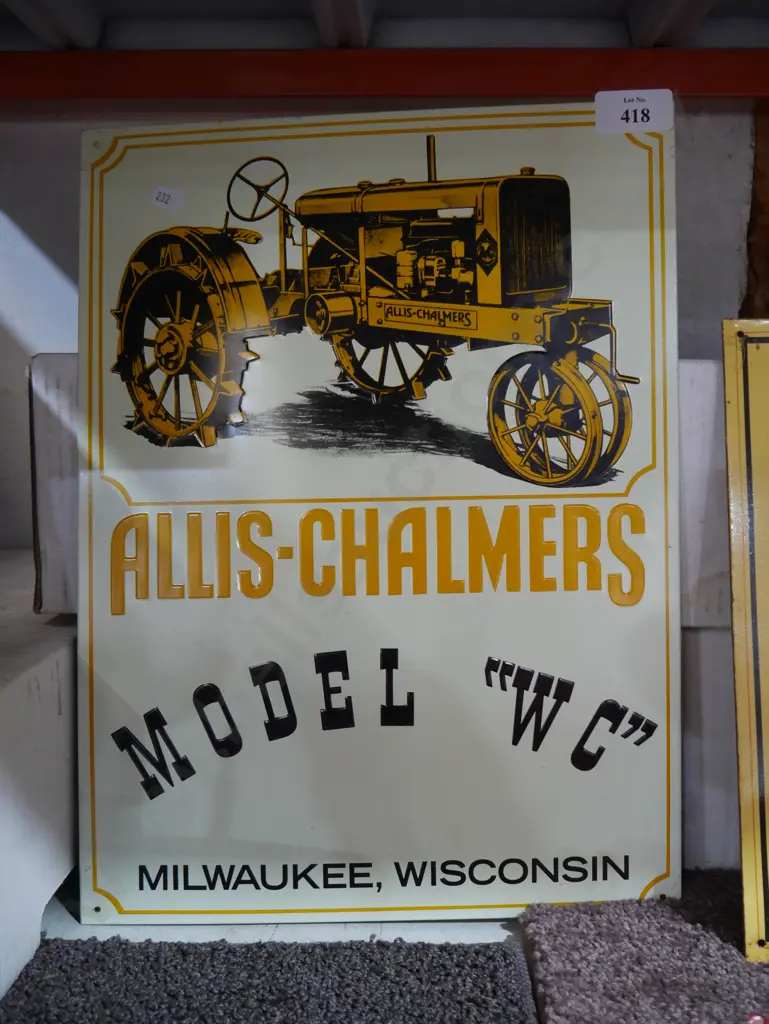 Lot No.
418
232
ALLIS-CHALMERS
ALLIS-CHALMERS
MODEL "WC"
MILWAUKEE, WISCONSIN